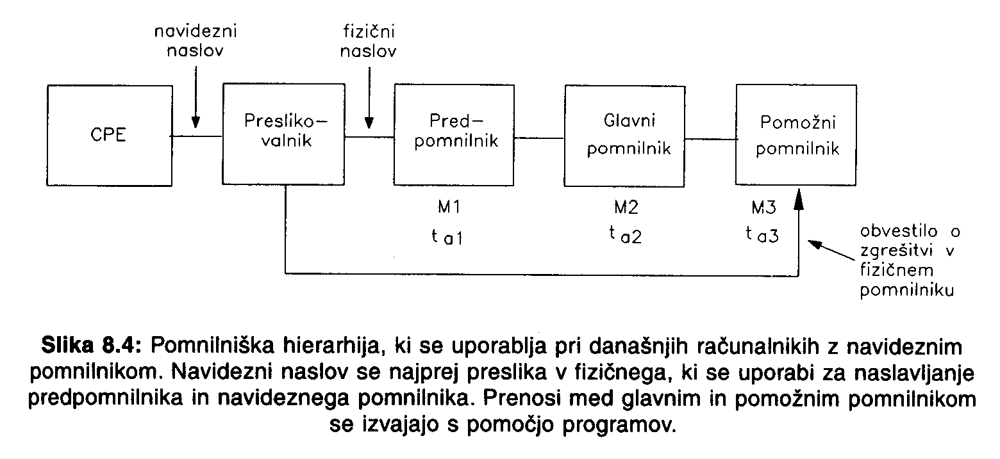 navidezni
naslov
fizični
naslov
CPE
Presliko-
valnik
Pred-
pomnilnik
Glavni
pomnilnik
Pomožni
pomnilnik
M1
M2
M3
ta1
ta2
ta3
obvestilo o
zgrešitvi v
fizičnem
pomnilniku
Slika 8.4: Pomnilniška hierarhija, ki se uporablja pri današnjih računalnikih z navideznim
pomnilnikom. Navidezni naslov se najprej preslika v fizičnega, ki se uporabi za naslavljanje
predpomnilnika in navideznega pomnilnika. Prenosi med glavnim in pomožnim pomnilnikom
se izvajajo s pomočjo programov.